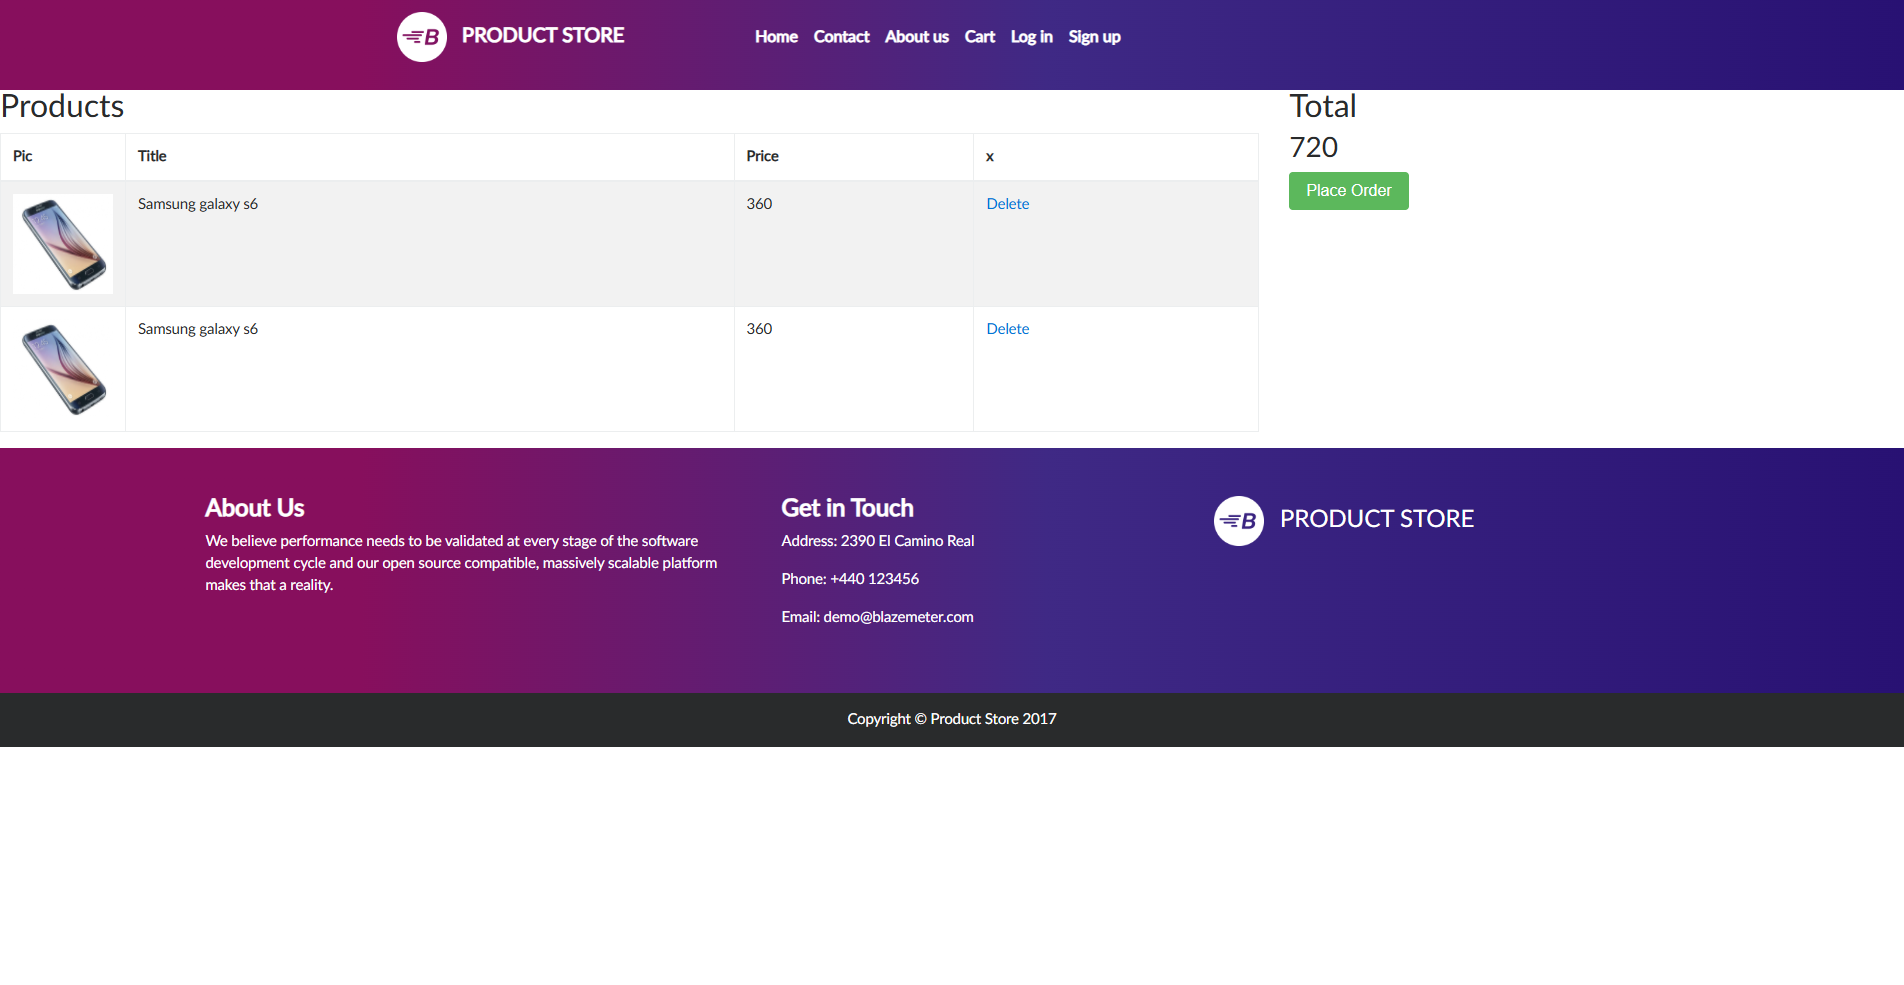 B PRODUCT STORE Home Contact About us Cart Log in Sign up
Products
Pic Title Price x
Samsung galaxy s6 360 Delete
Samsung galaxy s6 360 Delete
Total
720
Place Order
About Us
We believe performance needs to be validated at every stage of the software
development cycle and our open source compatible, massively scalable platform
makes that a reality.
Get in Touch
Address: 2390 El Camino Real
Phone: +440 123456
Email: demo@blazemeter.com
B PRODUCT STORE
Copyright © Product Store 2017